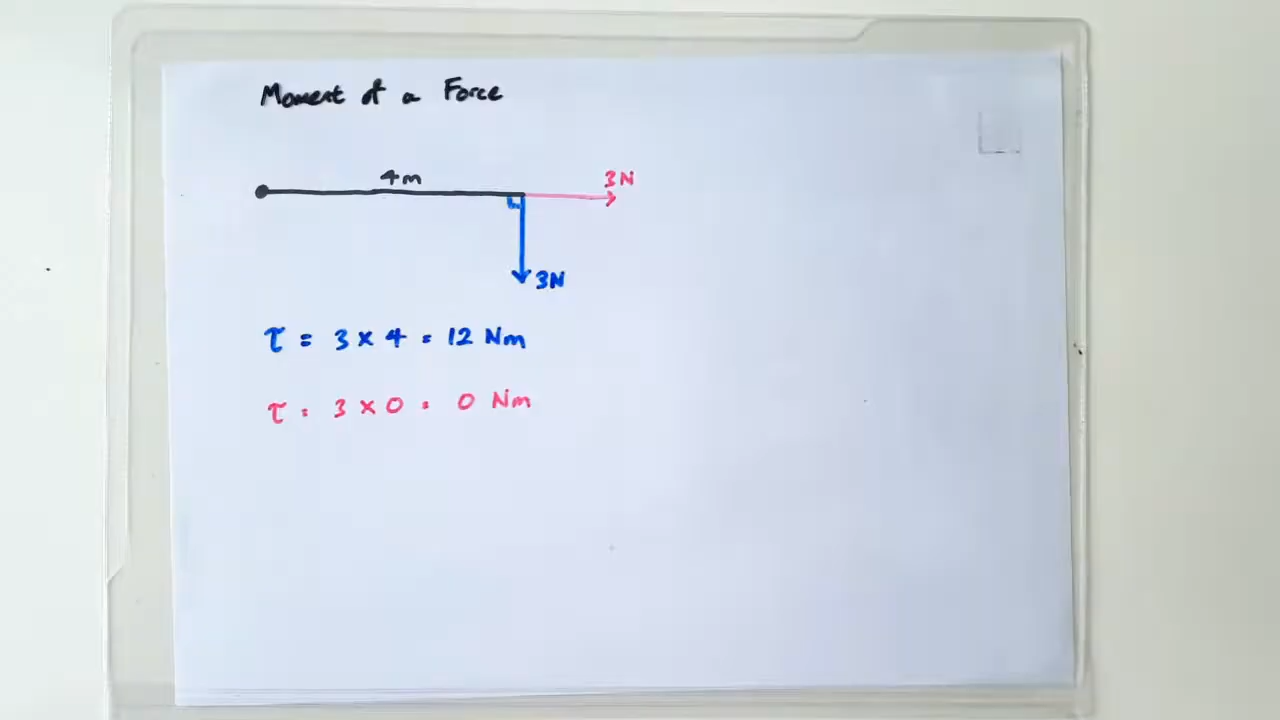 Moment of a Force
4m
3N
3N
τ = 3 × 4 = 12 Nm
τ = 3 × 0 = 0 Nm